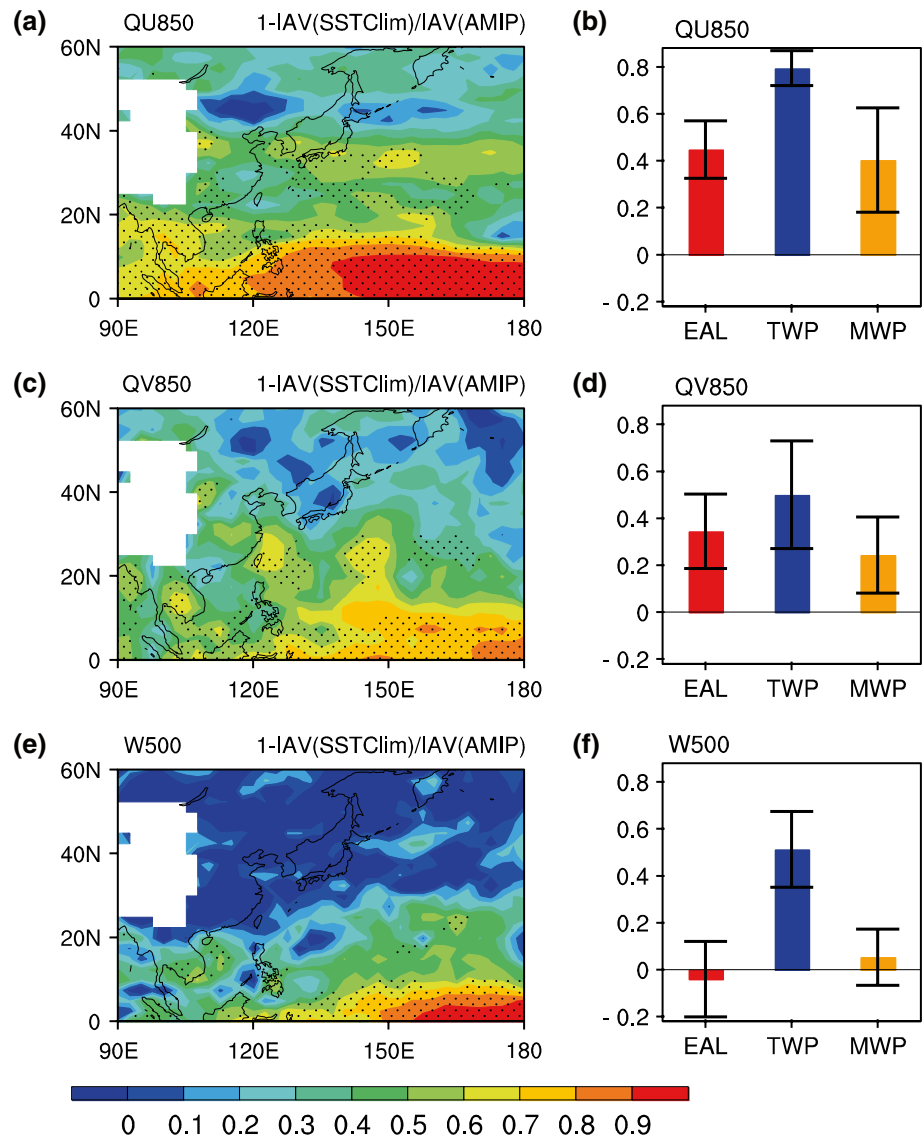 (a) QU850 1-IAV(SSTClim)/IAV(AMIP)
60N
40N
20N
0
90E 120E 150E 180
(b) QU850
0.8
0.6
0.4
0.2
0
- 0.2
EAL TWP MWP
(c) QV850 1-IAV(SSTClim)/IAV(AMIP)
60N
40N
20N
0
90E 120E 150E 180
(d) QV850
0.8
0.6
0.4
0.2
0
- 0.2
EAL TWP MWP
(e) W500 1-IAV(SSTClim)/IAV(AMIP)
60N
40N
20N
0
90E 120E 150E 180
(f) W500
0.8
0.6
0.4
0.2
0
- 0.2
EAL TWP MWP
0 0.1 0.2 0.3 0.4 0.5 0.6 0.7 0.8 0.9